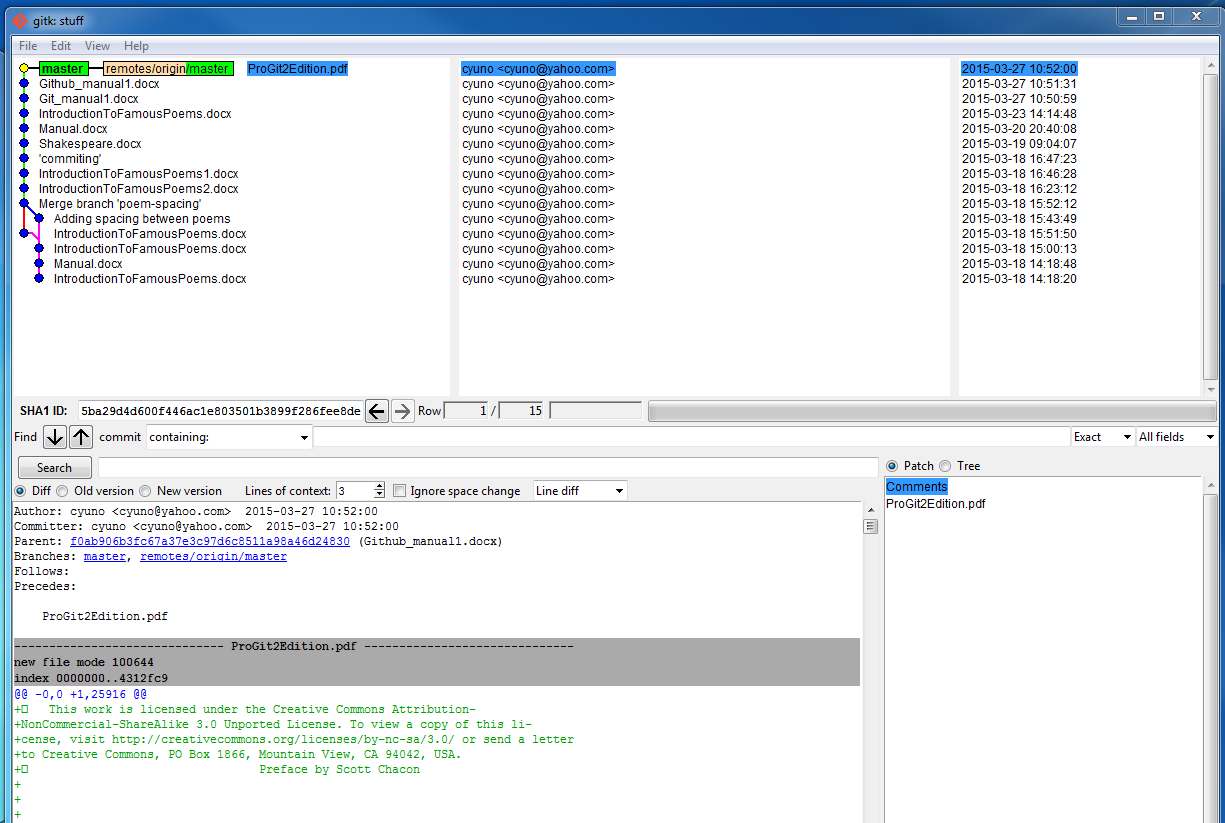 gitk: stuff
File Edit View Help
master remotes/origin/master ProGit2Edition.pdf cyuno <cyuno@yahoo.com> 2015-03-27 10:52:00
Github_manual1.docx cyuno <cyuno@yahoo.com> 2015-03-27 10:51:31
Git_manual1.docx cyuno <cyuno@yahoo.com> 2015-03-27 10:50:59
IntroductionToFamousPoems.docx cyuno <cyuno@yahoo.com> 2015-03-23 14:14:48
Manual.docx cyuno <cyuno@yahoo.com> 2015-03-20 20:40:08
Shakespeare.docx cyuno <cyuno@yahoo.com> 2015-03-19 09:04:07
'commiting' cyuno <cyuno@yahoo.com> 2015-03-18 16:47:23
IntroductionToFamousPoems1.docx cyuno <cyuno@yahoo.com> 2015-03-18 16:46:28
IntroductionToFamousPoems2.docx cyuno <cyuno@yahoo.com> 2015-03-18 16:23:12
Merge branch 'poem-spacing' cyuno <cyuno@yahoo.com> 2015-03-18 15:52:12
Adding spacing between poems cyuno <cyuno@yahoo.com> 2015-03-18 15:43:49
IntroductionToFamousPoems.docx cyuno <cyuno@yahoo.com> 2015-03-18 15:51:50
IntroductionToFamousPoems.docx cyuno <cyuno@yahoo.com> 2015-03-18 15:00:13
Manual.docx cyuno <cyuno@yahoo.com> 2015-03-18 14:18:48
IntroductionToFamousPoems.docx cyuno <cyuno@yahoo.com> 2015-03-18 14:18:20
SHA1 ID: 5ba29d4d600f446ac1e803501b3899f286fee8de Row 1 / 15
Find commit containing: Exact All fields
Search
Patch Tree
Diff Old version New version Lines of context: 3 Ignore space change Line diff
Comments
ProGit2Edition.pdf
Author: cyuno <cyuno@yahoo.com> 2015-03-27 10:52:00
Committer: cyuno <cyuno@yahoo.com> 2015-03-27 10:52:00
Parent: f0ab906b3fc67a37e3c97d6c8511a98a46d24830 (Github_manual1.docx)
Branches: master, remotes/origin/master
Follows:
Precedes:
ProGit2Edition.pdf
------------------------------ ProGit2Edition.pdf ------------------------------
new file mode 100644
index 0000000..4312fc9
@@ -0,0 +1,25916 @@
+□ This work is licensed under the Creative Commons Attribution-
+NonCommercial-ShareAlike 3.0 Unported License. To view a copy of this li-
+cense, visit http://creativecommons.org/licenses/by-nc-sa/3.0/ or send a letter
+to Creative Commons, PO Box 1866, Mountain View, CA 94042, USA.
+□ Preface by Scott Chacon
+
+
+